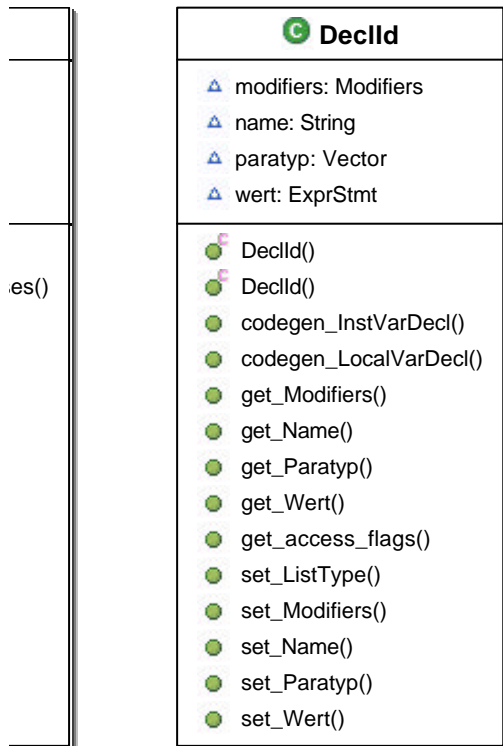 C DeclId
modifiers: Modifiers
name: String
paratyp: Vector
wert: ExprStmt
C DeclId()
es() C DeclId()
codegen_InstVarDecl()
codegen_LocalVarDecl()
get_Modifiers()
get_Name()
get_Paratyp()
get_Wert()
get_access_flags()
set_ListType()
set_Modifiers()
set_Name()
set_Paratyp()
set_Wert()